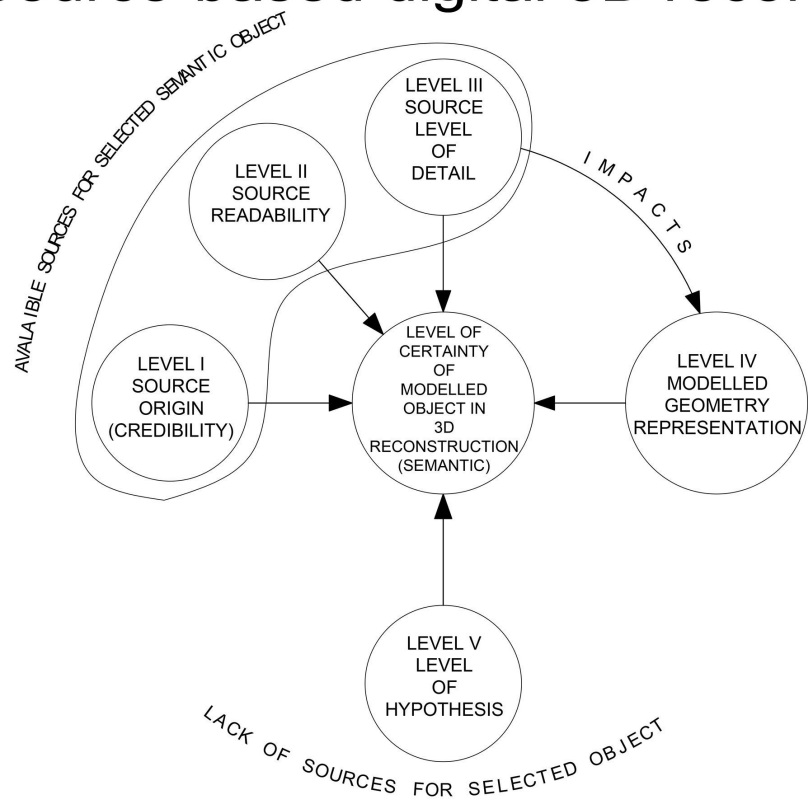 AVALAIBLE SOURCES FOR SELECTED SEMANTIC OBJECT
LEVEL III
SOURCE
LEVEL
OF
DETAIL
LEVEL II
SOURCE
READABILITY
IMPACTS
LEVEL I
SOURCE
ORIGIN
(CREDIBILITY)
LEVEL OF
CERTAINTY
OF
MODELLED
OBJECT IN
3D
RECONSTRUCTION
(SEMANTIC)
LEVEL IV
MODELLED
GEOMETRY
REPRESENTATION
LEVEL V
LEVEL
OF
HYPOTHESIS
LACK OF SOURCES FOR SELECTED OBJECT